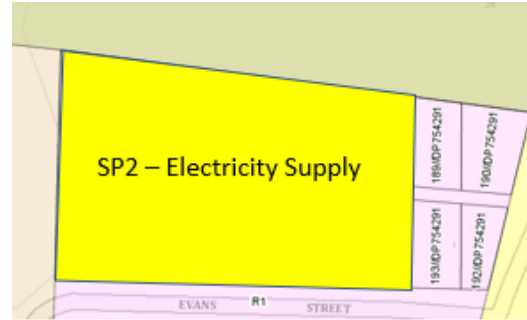 SP2 – Electricity Supply
189//DP754291
190//DP754291
193//DP754291
192//DP754291
EVANS R1 STREET